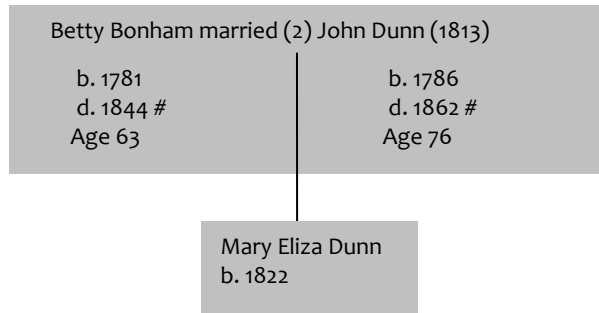 Betty Bonham married (2) John Dunn (1813)
b. 1781
d. 1844 #
Age 63
b. 1786
d. 1862 #
Age 76
Mary Eliza Dunn
b. 1822